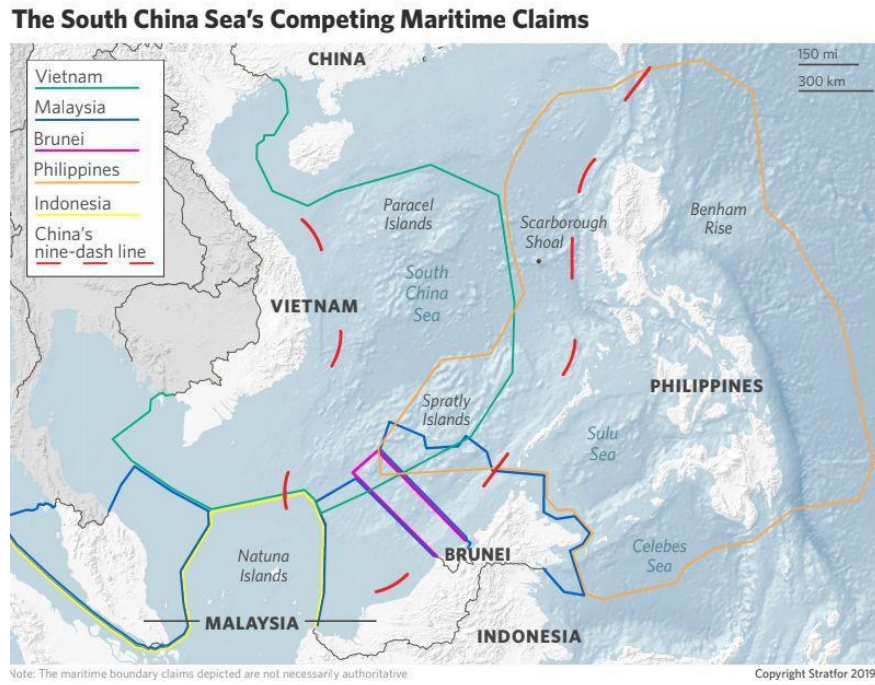 The South China Sea's Competing Maritime Claims
CHINA
150 mi
300 km
Vietnam
Malaysia
Brunei
Philippines
Indonesia
China's
nine-dash line
Paracel
Islands
Scarborough
Shoal
Benham
Rise
South
China
Sea
VIETNAM
PHILIPPINES
Spratly
Islands
Sulu
Sea
Natuna
Islands
BRUNEI
Celebes
Sea
MALAYSIA
INDONESIA
Note: The maritime boundary claims depicted are not necessarily authoritative
Copyright Stratfor 2019